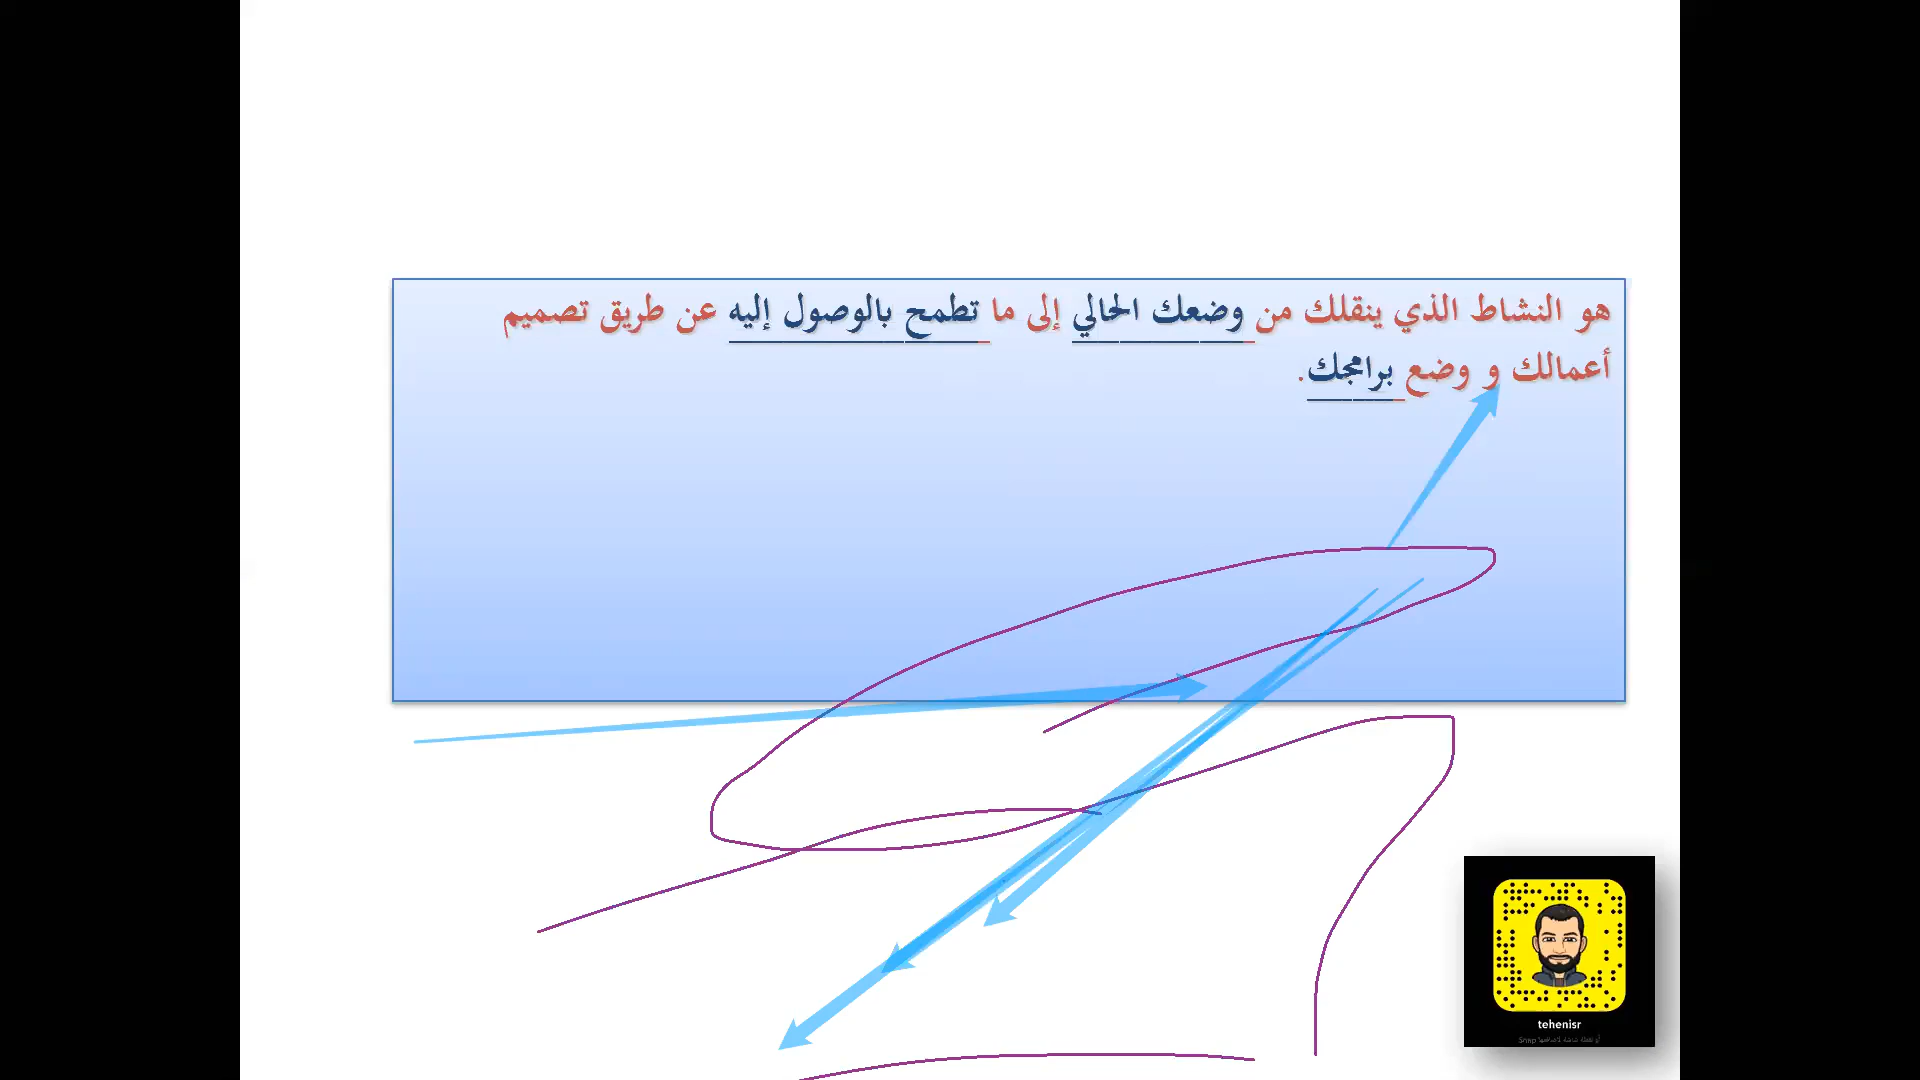 هو النشاط الذي ينقلك من وضعك الحالي إلى ما تطمح بالوصول إليه عن طريق تصميم
أعمالك و وضع برامجك.
tehenisr